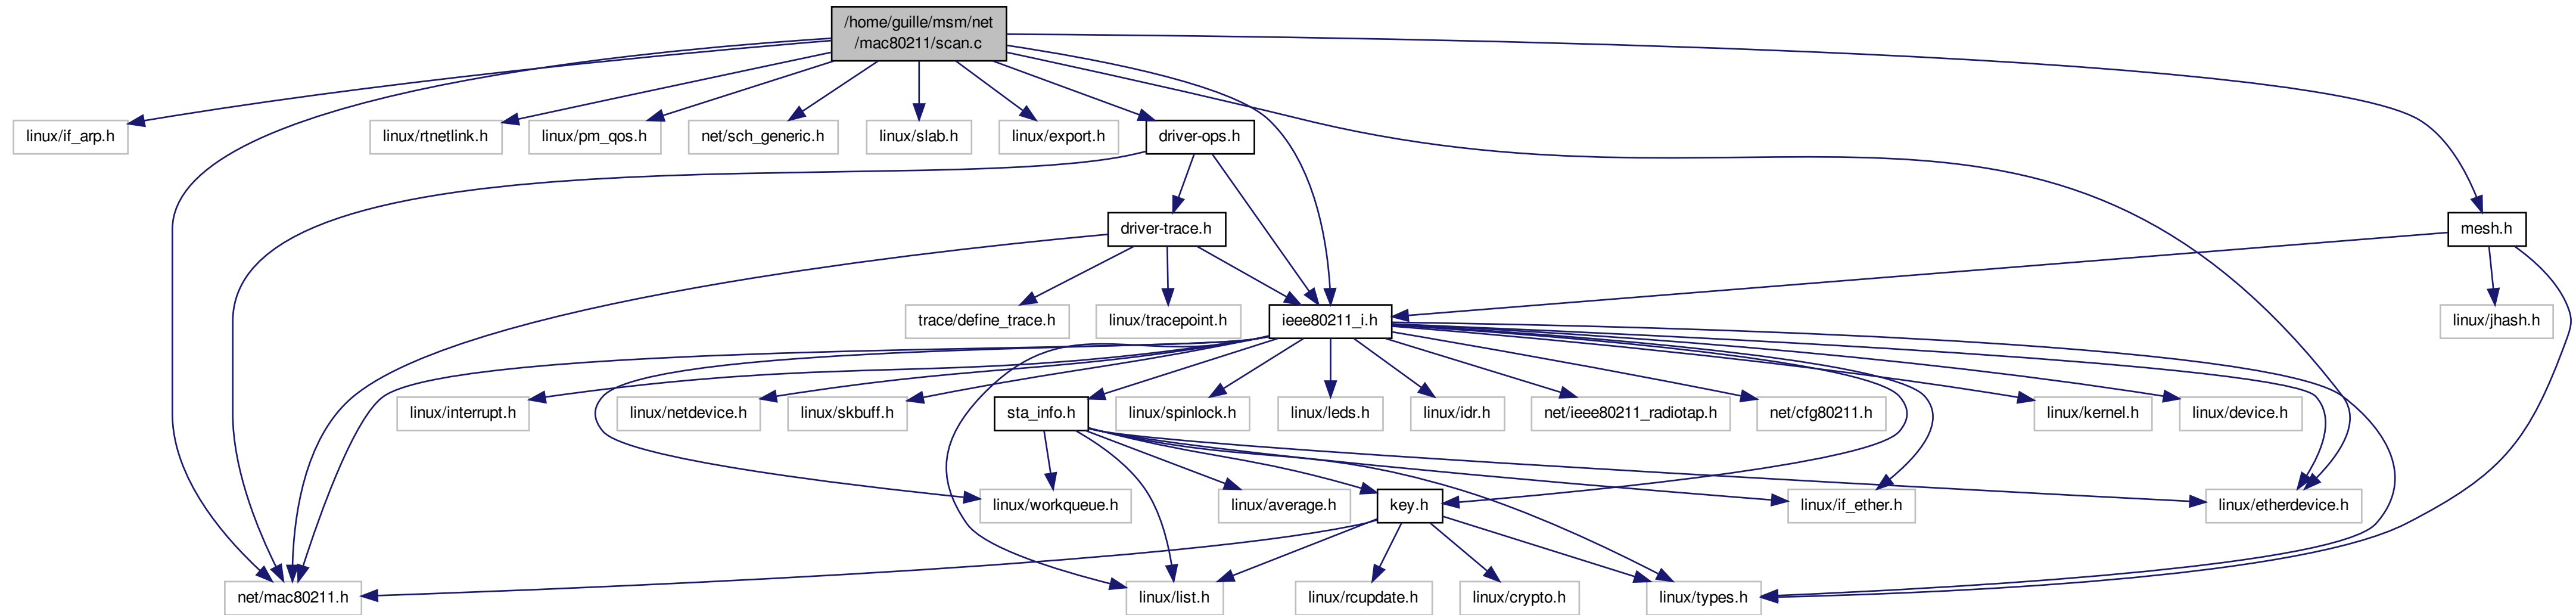 /home/guille/msm/net
/mac80211/scan.c
linux/if_arp.h
linux/rtnetlink.h
linux/pm_qos.h
net/sch_generic.h
linux/slab.h
linux/export.h
driver-ops.h
driver-trace.h
mesh.h
trace/define_trace.h
linux/tracepoint.h
ieee80211_i.h
linux/jhash.h
linux/interrupt.h
linux/netdevice.h
linux/skbuff.h
sta_info.h
linux/spinlock.h
linux/leds.h
linux/idr.h
net/ieee80211_radiotap.h
net/cfg80211.h
linux/kernel.h
linux/device.h
linux/workqueue.h
linux/average.h
key.h
linux/if_ether.h
linux/etherdevice.h
net/mac80211.h
linux/list.h
linux/rcupdate.h
linux/crypto.h
linux/types.h